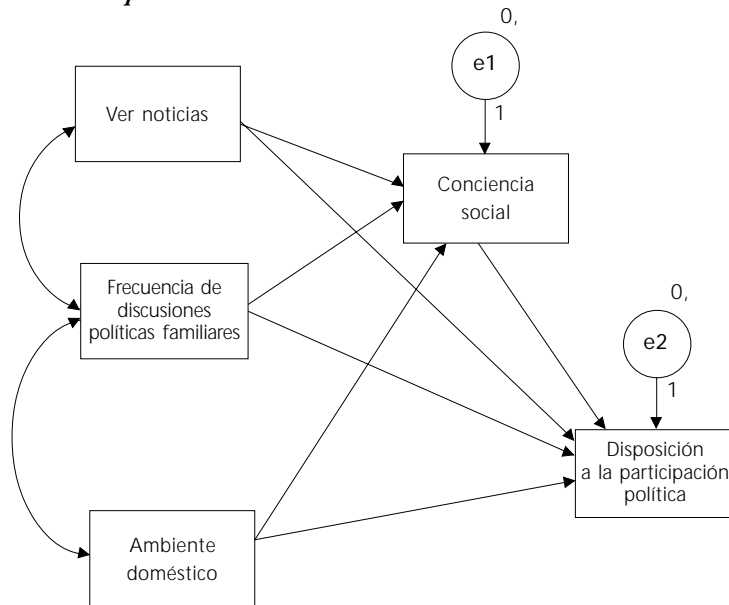 0,
e1
1
Ver noticias
Conciencia
social
Frecuencia de
discusiones
políticas familiares
0,
e2
1
Disposición
a la participación
política
Ambiente
doméstico